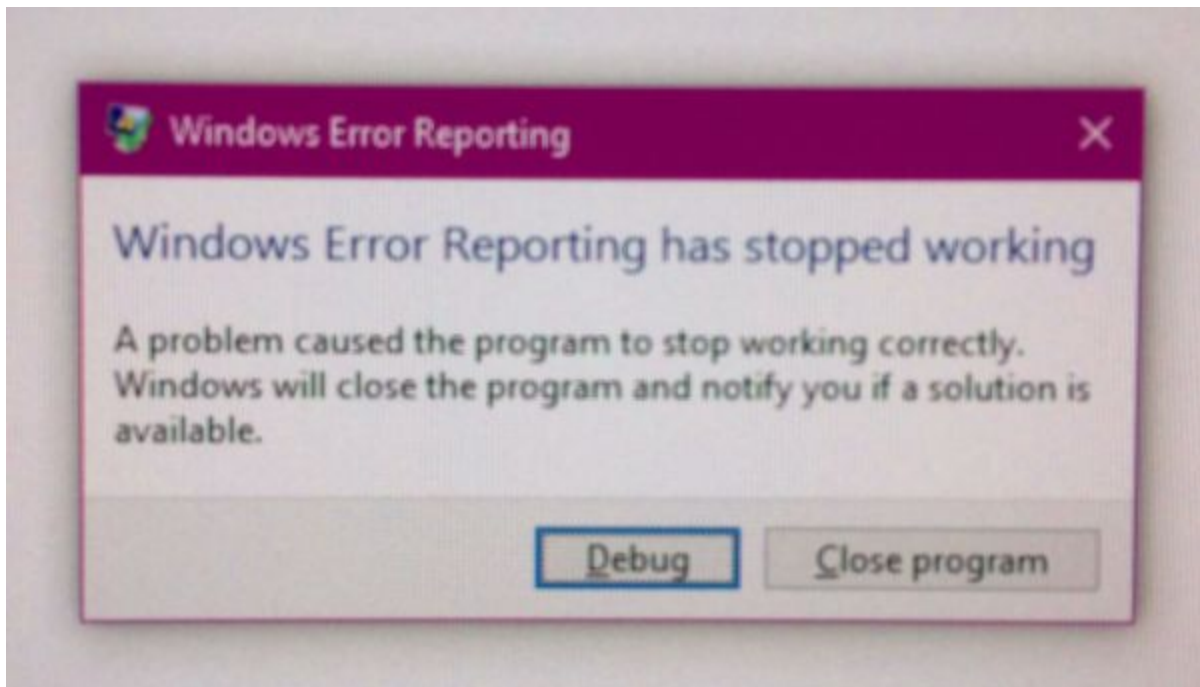 Windows Error Reporting
Windows Error Reporting has stopped working
A problem caused the program to stop working correctly.
Windows will close the program and notify you if a solution is
available.
Debug
Close program